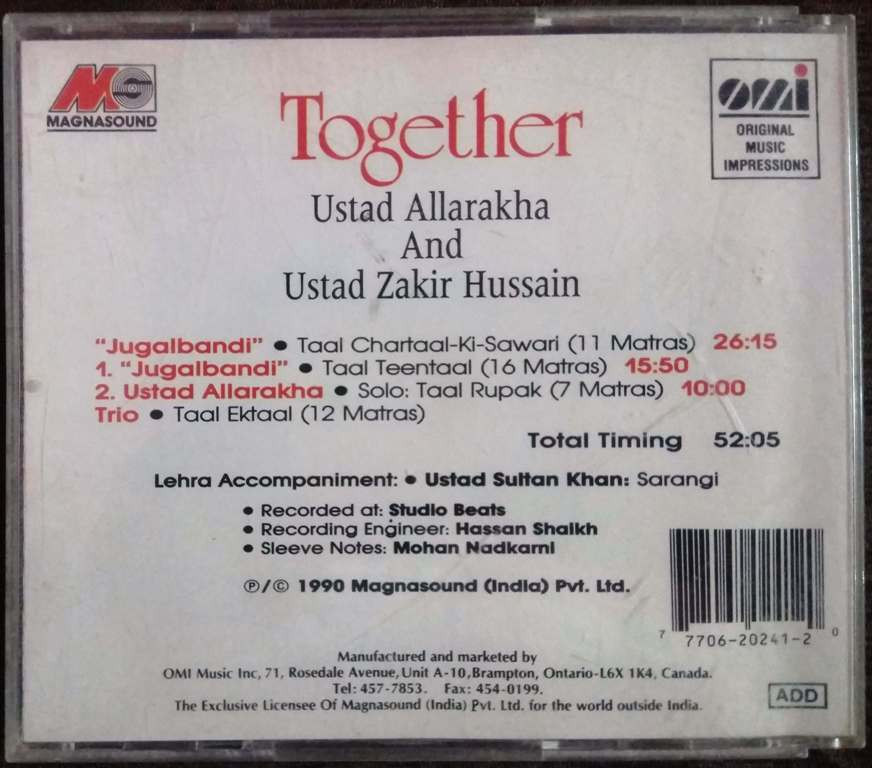 MAGNASOUND
omi
ORIGINAL
MUSIC
IMPRESSIONS
Together
Ustad Allarakha
And
Ustad Zakir Hussain
“Jugalbandi” • Taal Chartaal-Ki-Sawari (11 Matras) 26:15
1. “Jugalbandi” • Taal Teentaal (16 Matras) 15:50
2. Ustad Allarakha • Solo: Taal Rupak (7 Matras) 10:00
Trio • Taal Ektaal (12 Matras)
Total Timing 52:05
Lehra Accompaniment: • Ustad Sultan Khan: Sarangi
• Recorded at: Studio Beats
• Recording Engineer: Hassan Shaikh
• Sleeve Notes: Mohan Nadkarni
℗/© 1990 Magnasound (India) Pvt. Ltd.
7 7706-20241-2 0
Manufactured and marketed by
OMI Music Inc, 71, Rosedale Avenue, Unit A-10, Brampton, Ontario-L6X 1K4, Canada.
Tel: 457-7853. Fax: 454-0199.
The Exclusive Licensee Of Magnasound (India) Pvt. Ltd. for the world outside India.
ADD